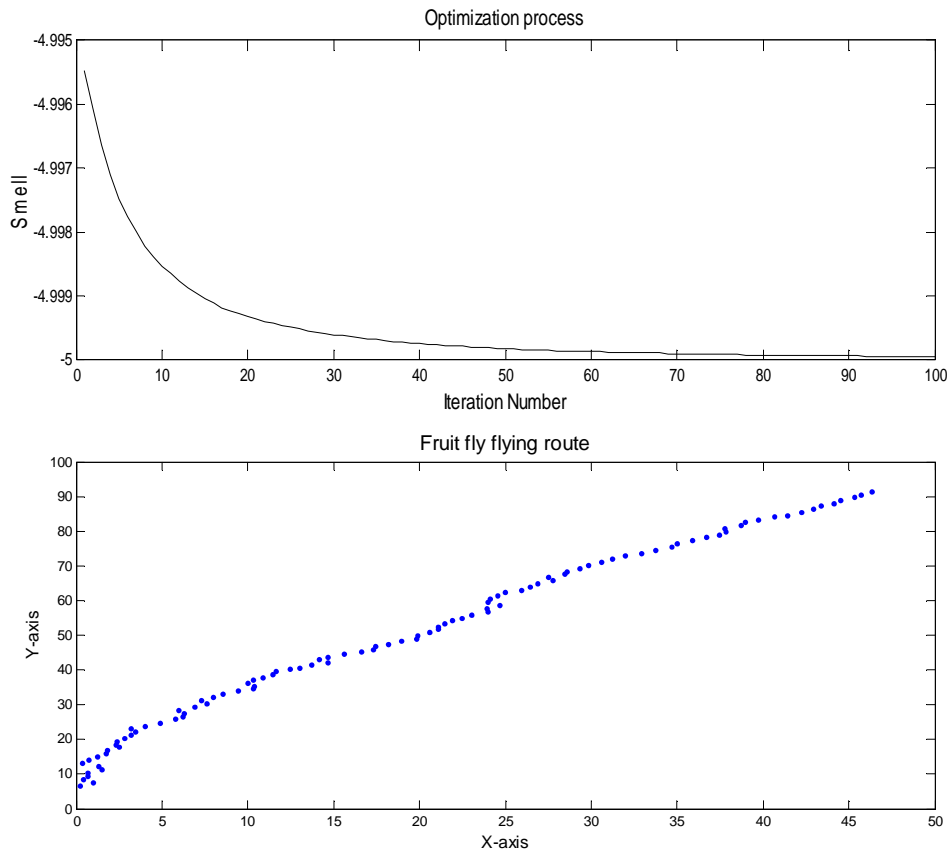 Optimization process
-4.995
-4.996
-4.997
-4.998
-4.999
-5
Smell
0 10 20 30 40 50 60 70 80 90 100
Iteration Number
Fruit fly flying route
100
90
80
70
60
50
40
30
20
10
0
Y-axis
0 5 10 15 20 25 30 35 40 45 50
X-axis